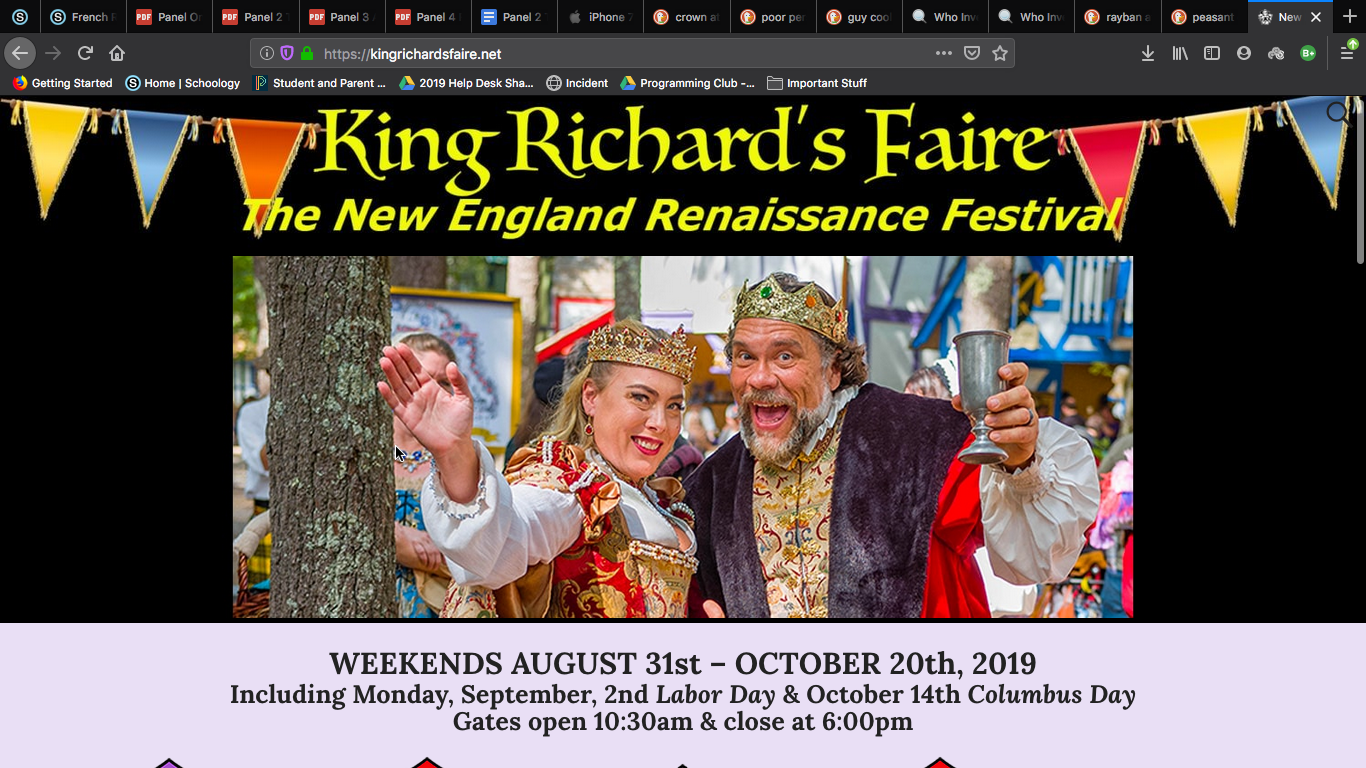 French R
Panel Or
Panel 2
Panel 3
Panel 4
Panel 2
iPhone 7
crown a
poor per
guy cool
Who Inv
Who Inv
rayban a
peasant
New
https://kingrichardsfaire.net
Getting Started
Home | Schoology
Student and Parent ...
2019 Help Desk Sha...
Incident
Programming Club -...
Important Stuff
King Richard's Faire
The New England Renaissance Festival
WEEKENDS AUGUST 31st – OCTOBER 20th, 2019
Including Monday, September, 2nd Labor Day & October 14th Columbus Day
Gates open 10:30am & close at 6:00pm